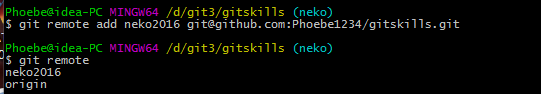 Phoebe@idea-PC MINGW64 /d/git3/gitskills (neko)
$ git remote add neko2016 git@github.com:Phoebe1234/gitskills.git
Phoebe@idea-PC MINGW64 /d/git3/gitskills (neko)
$ git remote
neko2016
origin